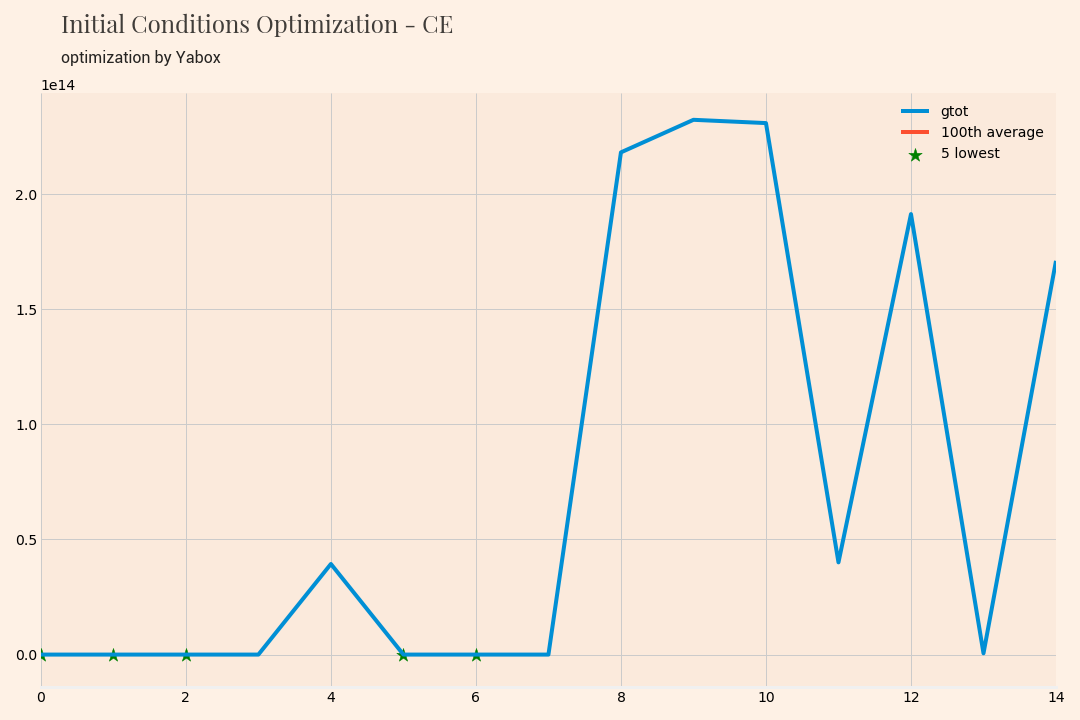 Initial Conditions Optimization - CE
optimization by Yabox
1e14
gtot
100th average
5 lowest
2.0
1.5
1.0
0.5
0.0
0 2 4 6 8 10 12 14